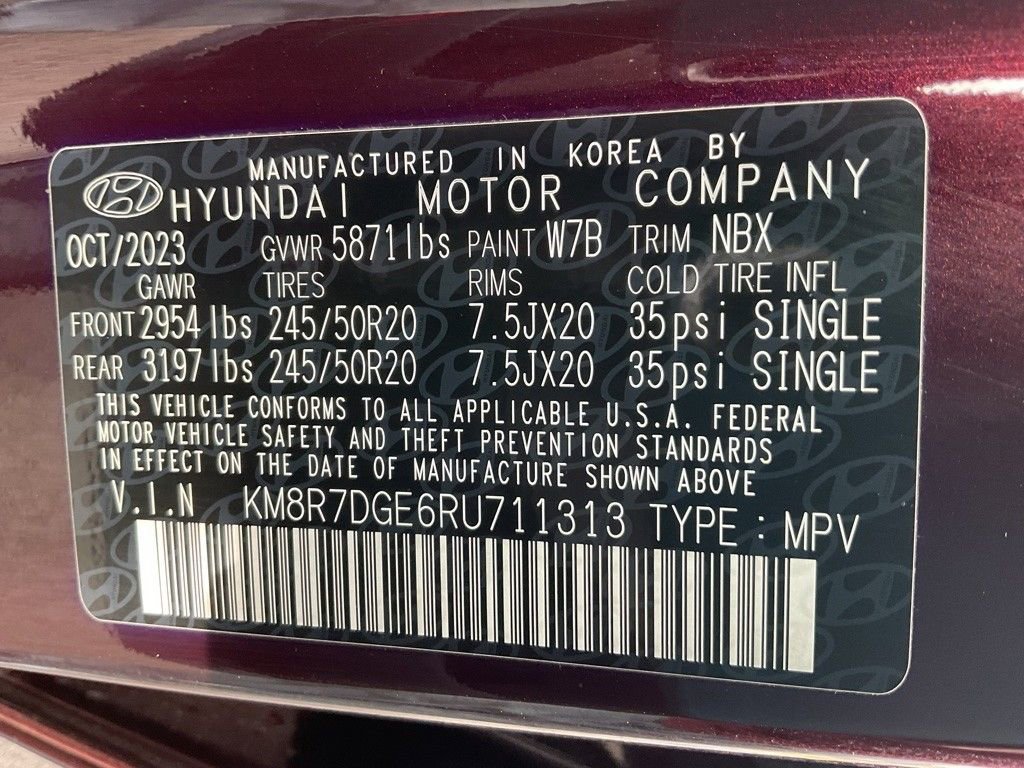 MANUFACTURED IN KOREA BY
HYUNDAI MOTOR COMPANY
OCT/2023 GVWR 5871lbs PAINT W7B TRIM NBX
GAWR TIRES RIMS COLD TIRE INFL
FRONT 2954lbs 245/50R20 7.5JX20 35psi SINGLE
REAR 3197lbs 245/50R20 7.5JX20 35psi SINGLE
THIS VEHICLE CONFORMS TO ALL APPLICABLE U.S.A. FEDERAL
MOTOR VEHICLE SAFETY AND THEFT PREVENTION STANDARDS
IN EFFECT ON THE DATE OF MANUFACTURE SHOWN ABOVE
V.I.N KM8R7DGE6RU711313 TYPE : MPV